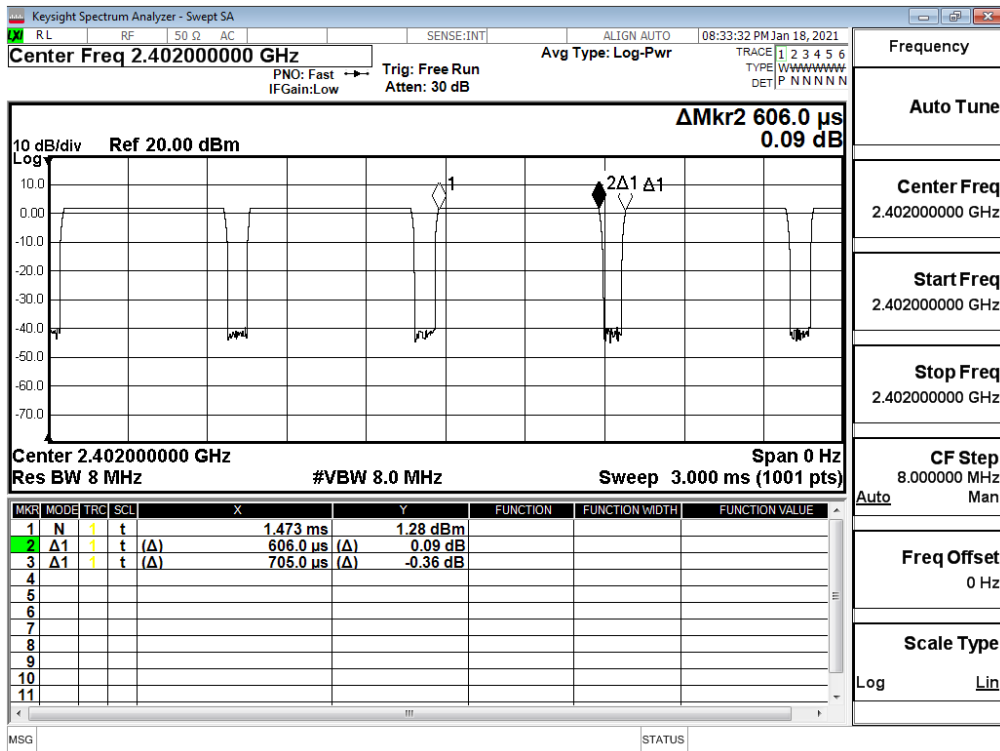 Keysight Spectrum Analyzer - Swept SA
LXI RL RF 50 Ω AC SENSE:INT ALIGN AUTO 08:33:32 PM Jan 18, 2021
Center Freq 2.402000000 GHz
PNO: Fast
IFGain:Low
Trig: Free Run
Atten: 30 dB
Avg Type: Log-Pwr
TRACE 1 2 3 4 5 6
TYPE WWWWWW
DET P N N N N N
ΔMkr2 606.0 µs
0.09 dB
10 dB/div Ref 20.00 dBm
Log
10.0
0.00
-10.0
-20.0
-30.0
-40.0
-50.0
-60.0
-70.0
1
2Δ1 Δ1
Center 2.402000000 GHz Span 0 Hz
Res BW 8 MHz #VBW 8.0 MHz Sweep 3.000 ms (1001 pts)
MKR MODE TRC SCL X Y FUNCTION FUNCTION WIDTH FUNCTION VALUE
1 N 1 t 1.473 ms 1.28 dBm
2 Δ1 1 t (Δ) 606.0 µs (Δ) 0.09 dB
3 Δ1 1 t (Δ) 705.0 µs (Δ) -0.36 dB
4
5
6
7
8
9
10
11
MSG STATUS
Frequency
Auto Tune
Center Freq
2.402000000 GHz
Start Freq
2.402000000 GHz
Stop Freq
2.402000000 GHz
CF Step
8.000000 MHz
Auto Man
Freq Offset
0 Hz
Scale Type
Log Lin